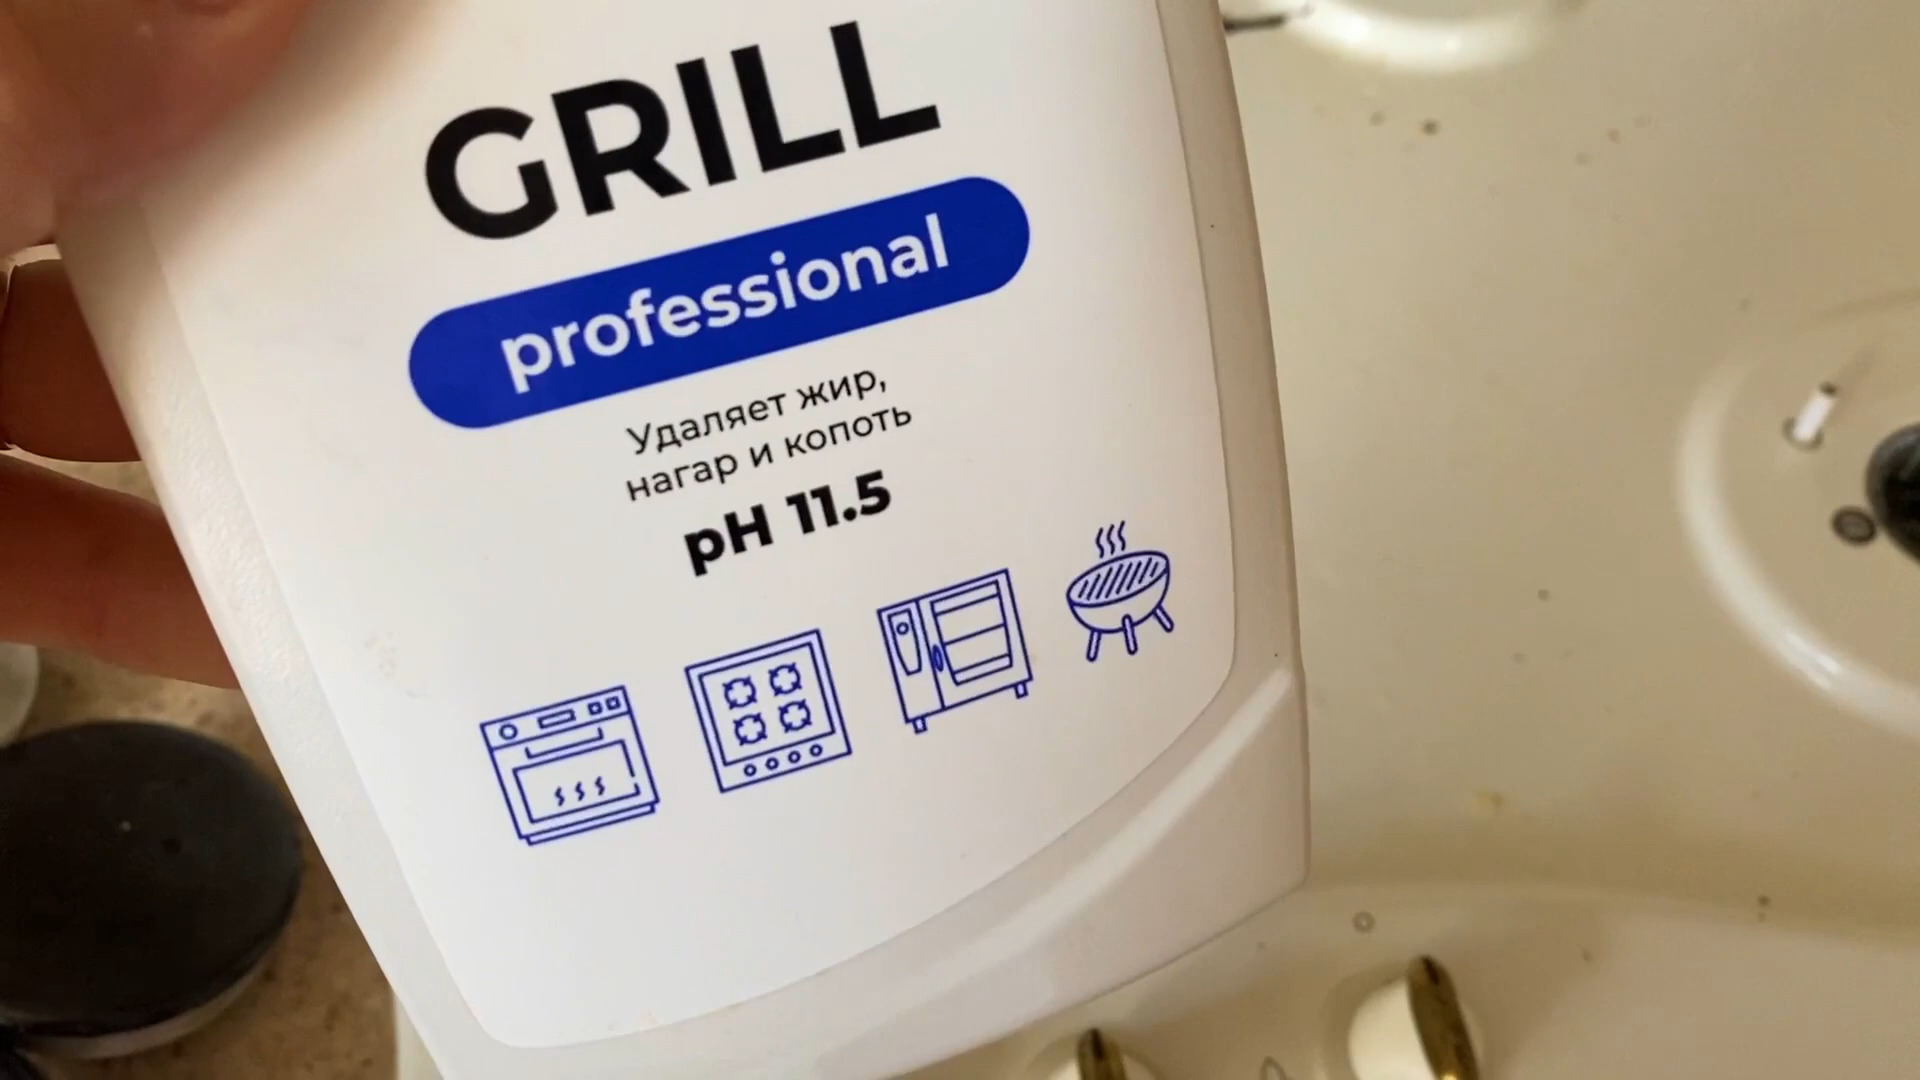 GRILL
professional
Удаляет жир,
нагар и копоть
pH 11.5